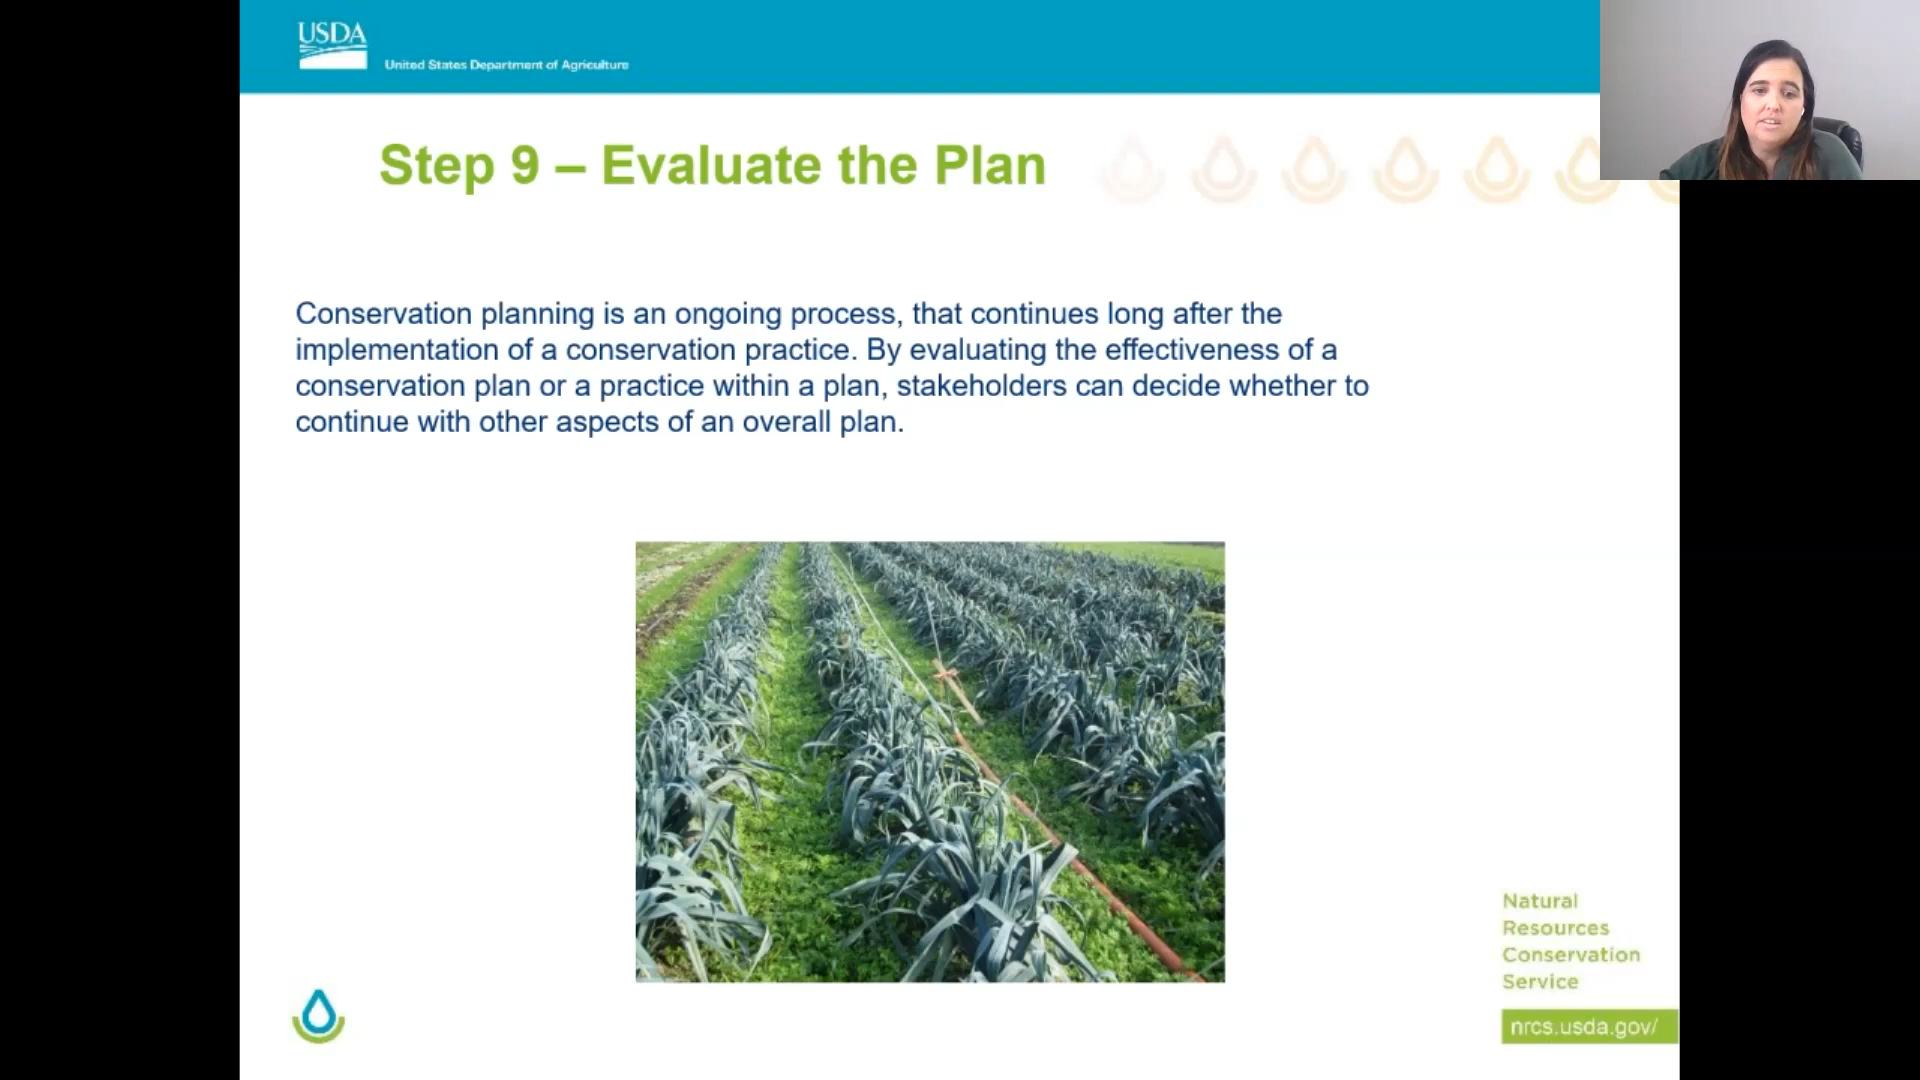 USDA
United States Department of Agriculture
Step 9 – Evaluate the Plan
Conservation planning is an ongoing process, that continues long after the
implementation of a conservation practice. By evaluating the effectiveness of a
conservation plan or a practice within a plan, stakeholders can decide whether to
continue with other aspects of an overall plan.
Natural
Resources
Conservation
Service
nrcs.usda.gov/